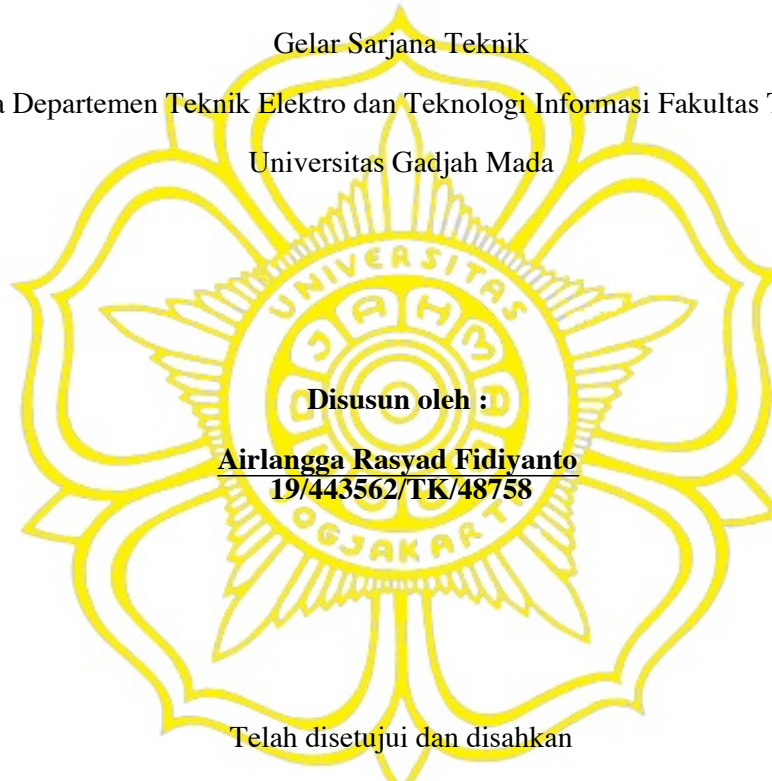 Gelar Sarjana Teknik
Departemen Teknik Elektro dan Teknologi Informasi Fakultas
Universitas Gadjah Mada
UNIVERSITAS
Disusun oleh :
Airlangga Rasyad Fidiyanto
19/443562/TK/48758
Telah disetujui dan disahkan